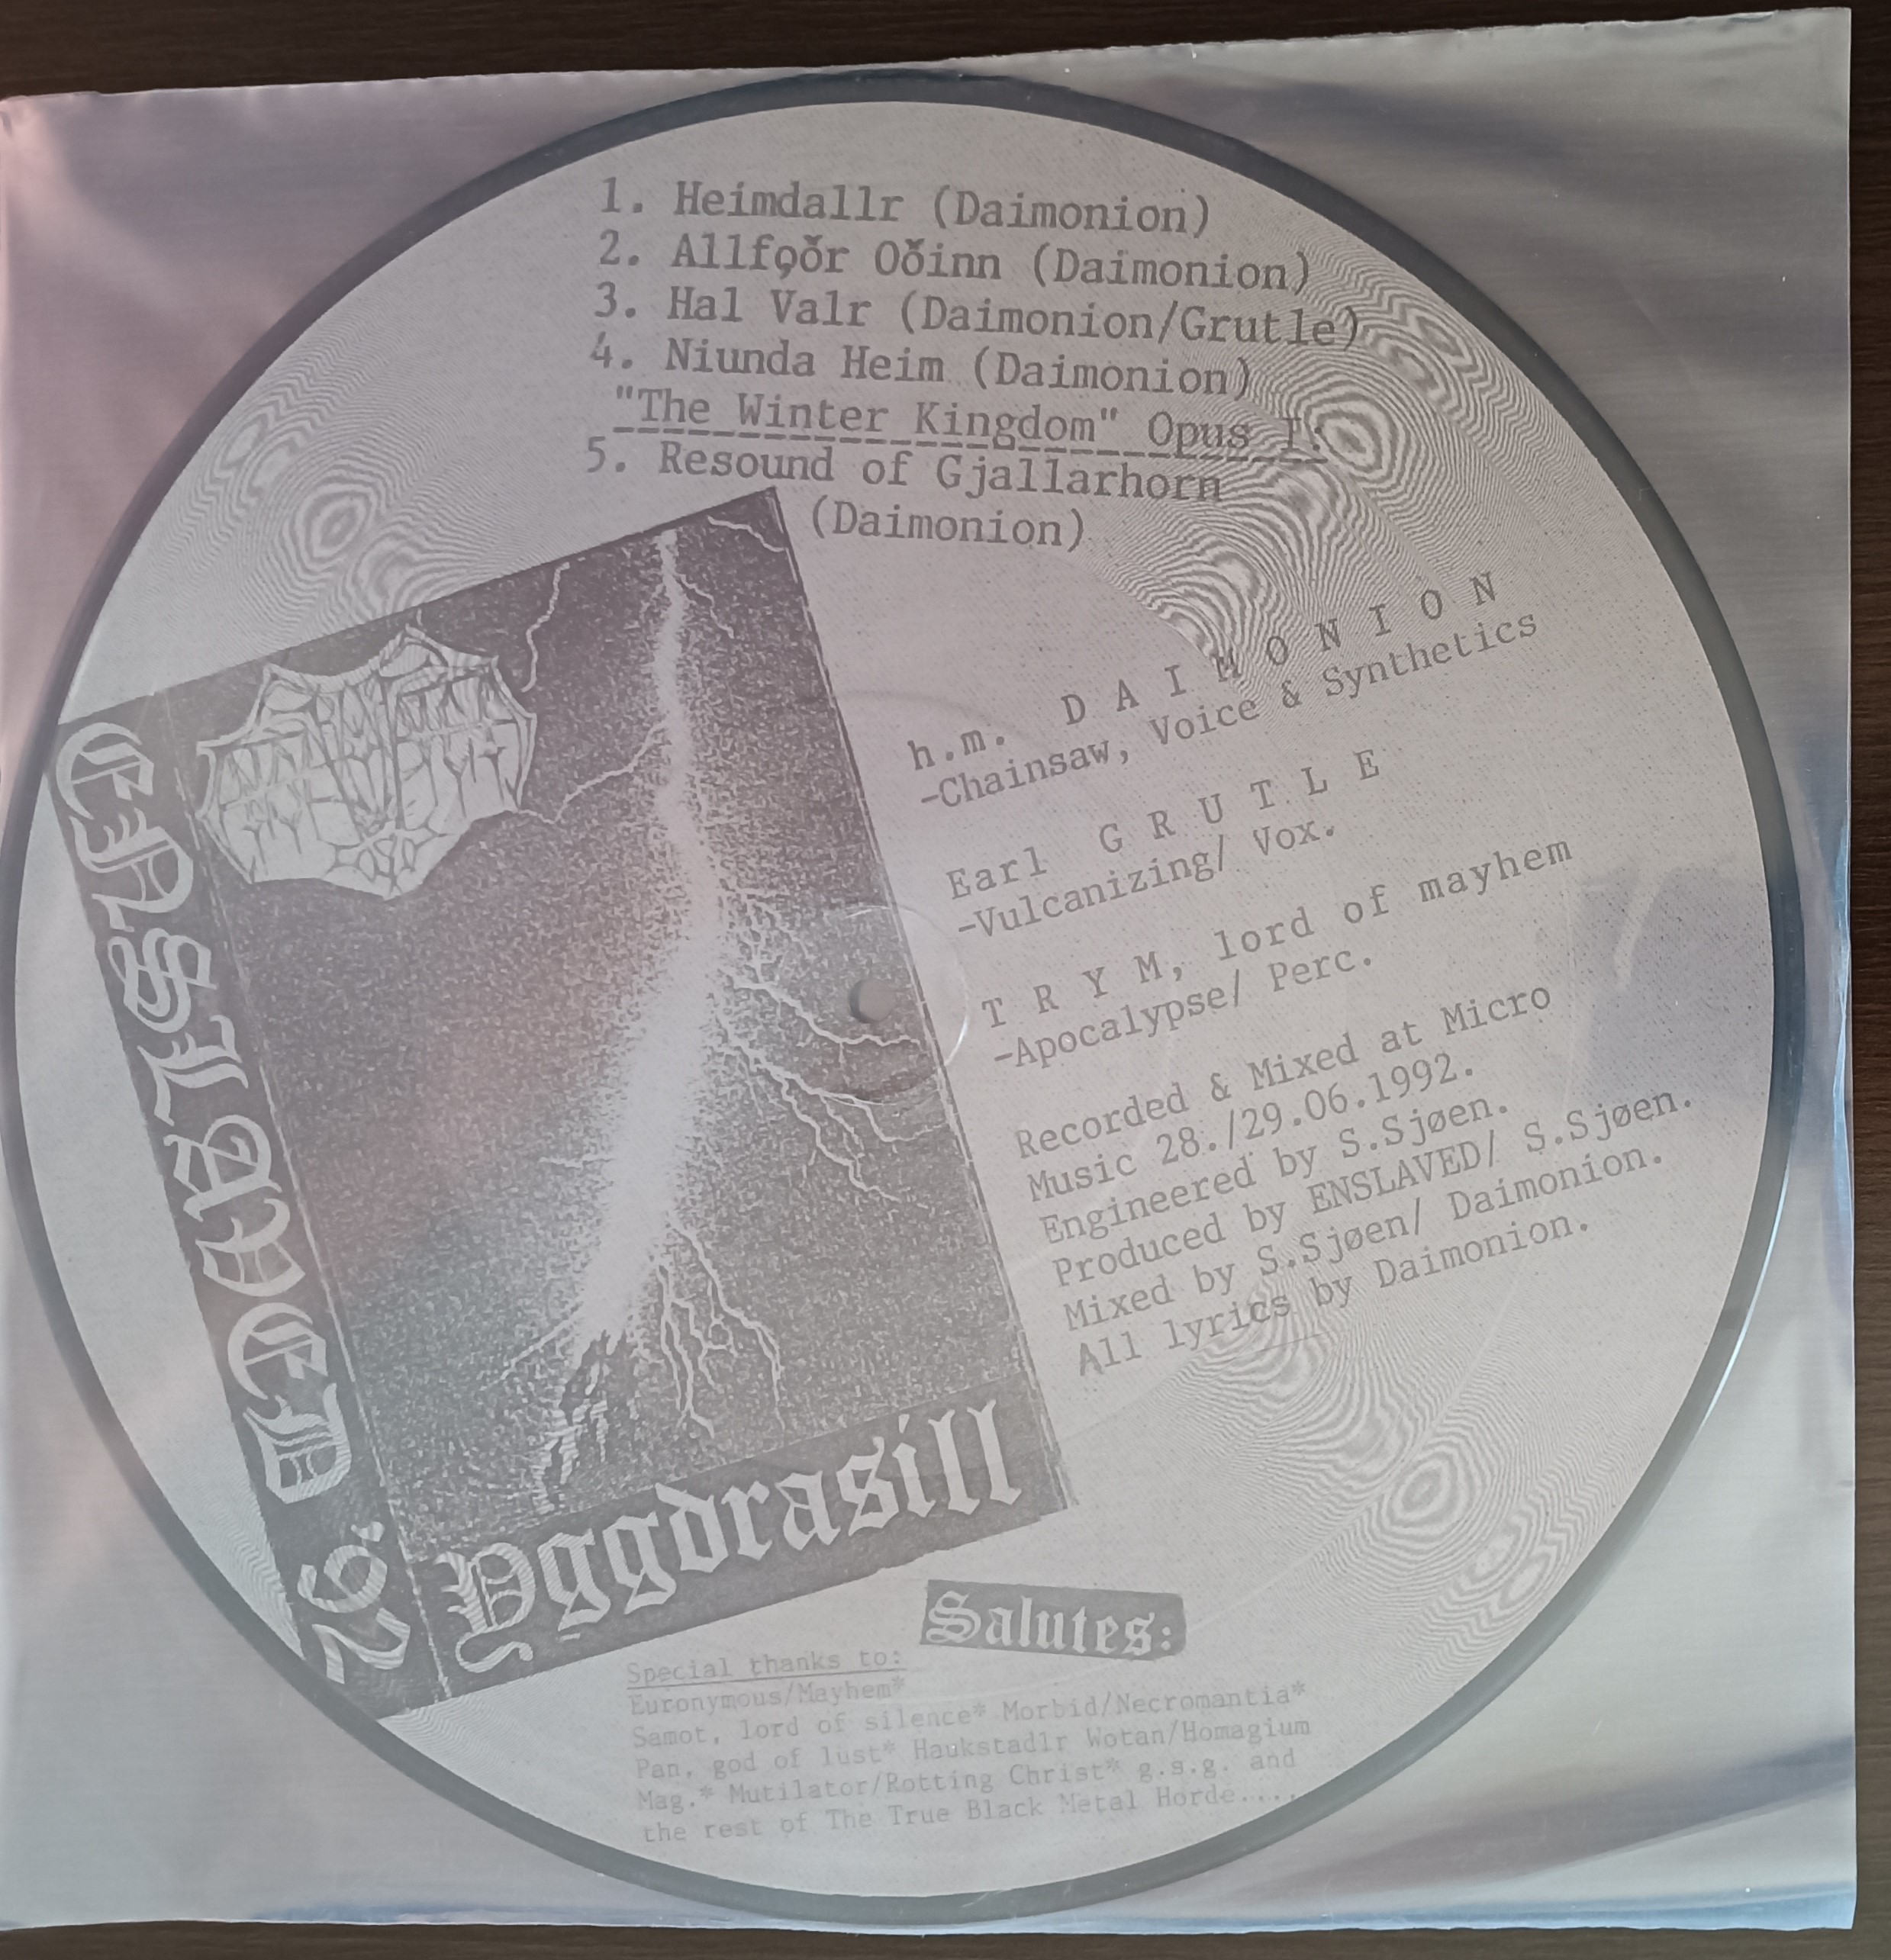 1. Heimdallr (Daimonion)
2. Allfǫðr Oðinn (Daimonion)
3. Hal Valr (Daimonion/Grutle)
4. Niunda Heim (Daimonion)
"The Winter Kingdom" Opus I:
5. Resound of Gjallarhorn
(Daimonion)
ENSLAVED
'92
Yggdrasill
h.m. DAIMONION
-Chainsaw, Voice & Synthetics
Earl GRUTLE
-Vulcanizing/ Vox.
TRYM, lord of mayhem
-Apocalypse/ Perc.
Recorded & Mixed at Micro
Music 28./29.06.1992.
Engineered by S.Sjøen.
Produced by ENSLAVED/ S.Sjøen.
Mixed by S.Sjøen/ Daimonion.
All lyrics by Daimonion.
Salutes:
Special thanks to:
Euronymous/Mayhem*
Samot, lord of silence* Morbid/Necromantia*
Pan, god of lust* Haukstadlr Wotan/Homagium
Mag.* Mutilator/Rotting Christ* g.s.g. and
the rest of The True Black Metal Horde....